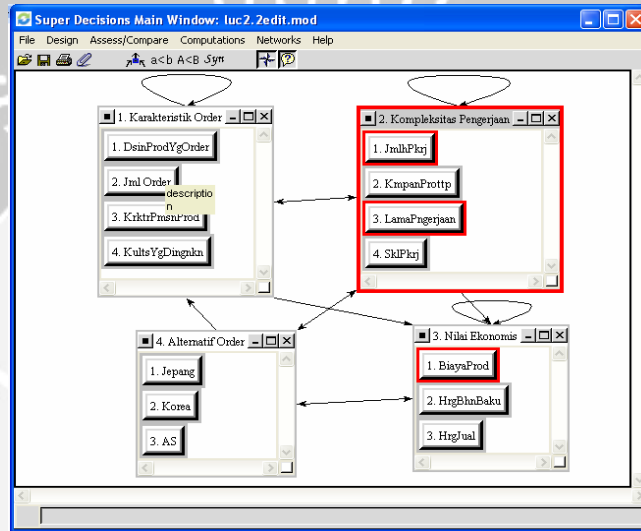 Super Decisions Main Window: luc2.2edit.mod
File Design Assess/Compare Computations Networks Help
a<b A<B Syn
1. Karakteristik Order
1. DsinProdYgOrder
2. Jml Order
description
3. KrktrPmsnProd
4. KultsYgDingnkn
2. Kompleksitas Pengerjaan
1. JmlhPkrj
2. KmpanProttp
3. LamaPngerjaan
4. SklPkrj
4. Alternatif Order
1. Jepang
2. Korea
3. AS
3. Nilai Ekonomis
1. BiayaProd
2. HrgBhnBaku
3. HrgJual